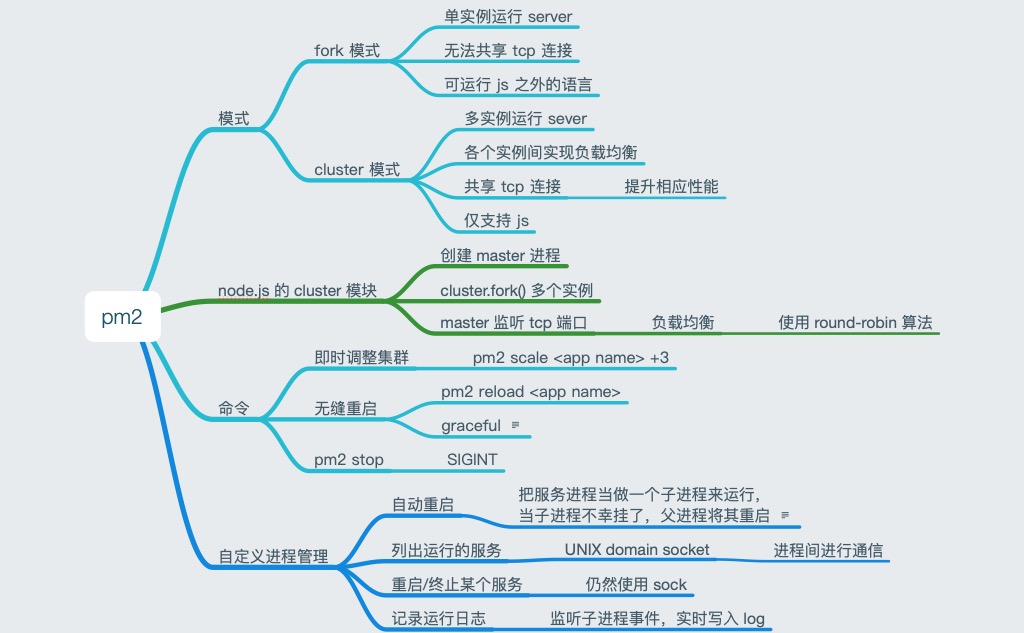 单实例运行 server
fork 模式
无法共享 tcp 连接
可运行 js 之外的语言
模式
多实例运行 sever
各个实例间实现负载均衡
cluster 模式
共享 tcp 连接
提升相应性能
仅支持 js
创建 master 进程
node.js 的 cluster 模块
cluster.fork() 多个实例
master 监听 tcp 端口
负载均衡
使用 round-robin 算法
pm2
即时调整集群
pm2 scale <app name> +3
pm2 reload <app name>
命令
无缝重启
graceful
pm2 stop
SIGINT
自动重启
把服务进程当做一个子进程来运行，
当子进程不幸挂了，父进程将其重启
自定义进程管理
列出运行的服务
UNIX domain socket
进程间进行通信
重启/终止某个服务
仍然使用 sock
记录运行日志
监听子进程事件，实时写入 log